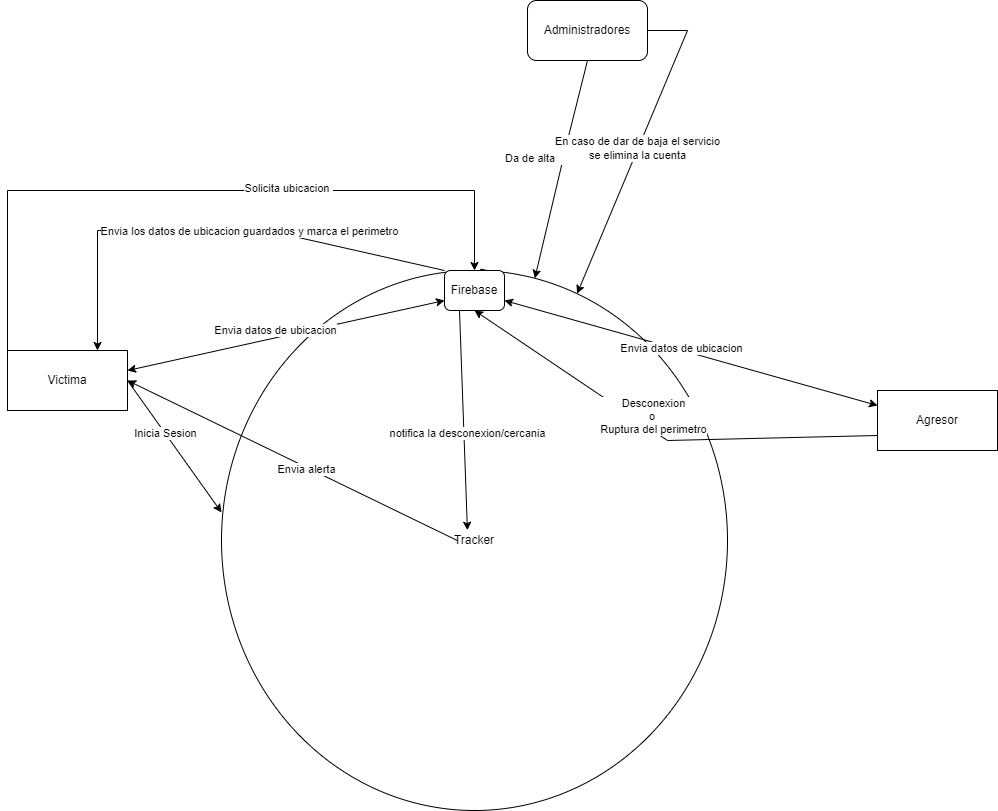 Administradores
En caso de dar de baja el servicio
se elimina la cuenta
Da de alta
Solicita ubicacion
Envia los datos de ubicacion guardados y marca el perimetro
Firebase
Envia datos de ubicacion
Envia datos de ubicacion
Victima
Desconexion
o
Ruptura del perimetro
Agresor
Inicia Sesion
notifica la desconexion/cercania
Envia alerta
Tracker